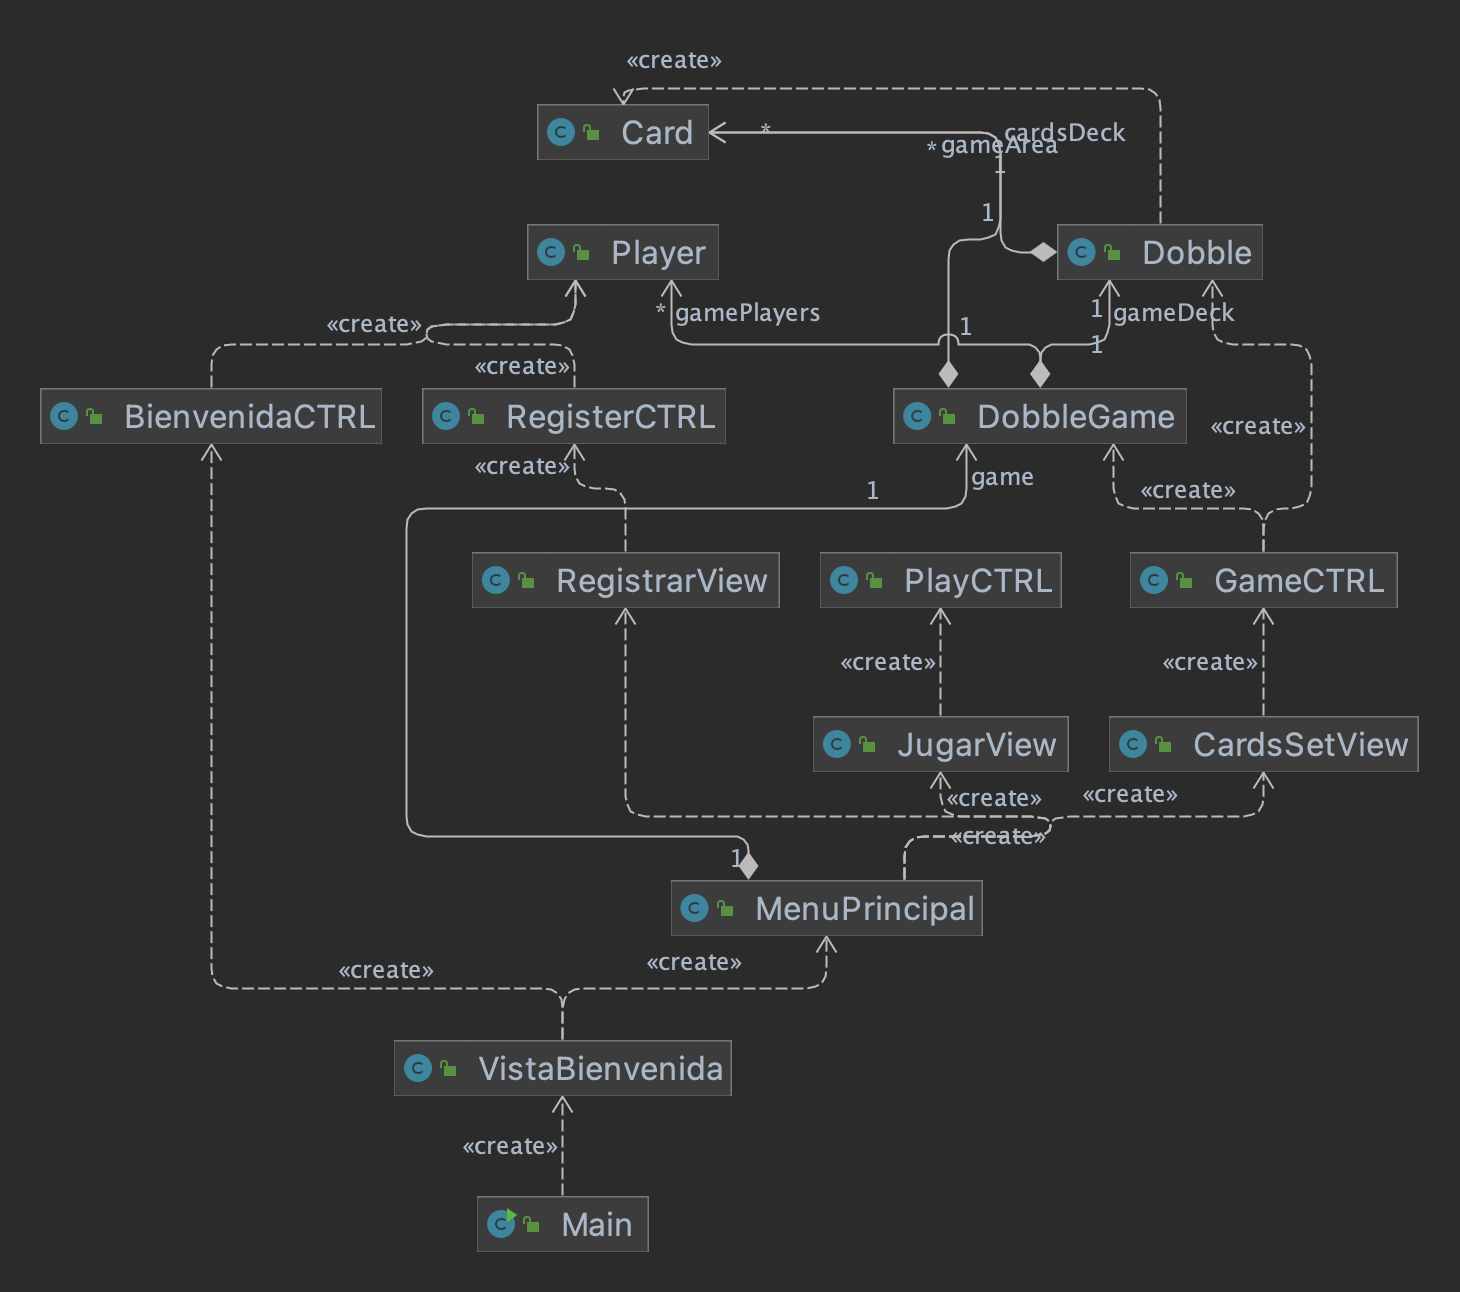 «create»
C Card
*
cardsDeck
* gameArea
1
1
C Player
C Dobble
«create»
* gamePlayers
1
1 gameDeck
1
«create»
C BienvenidaCTRL
C RegisterCTRL
C DobbleGame
«create»
«create»
game
1
«create»
C RegistrarView
C PlayCTRL
C GameCTRL
«create»
«create»
C JugarView
C CardsSetView
«create»
«create»
«create»
1
C MenuPrincipal
«create»
«create»
C VistaBienvenida
«create»
C Main